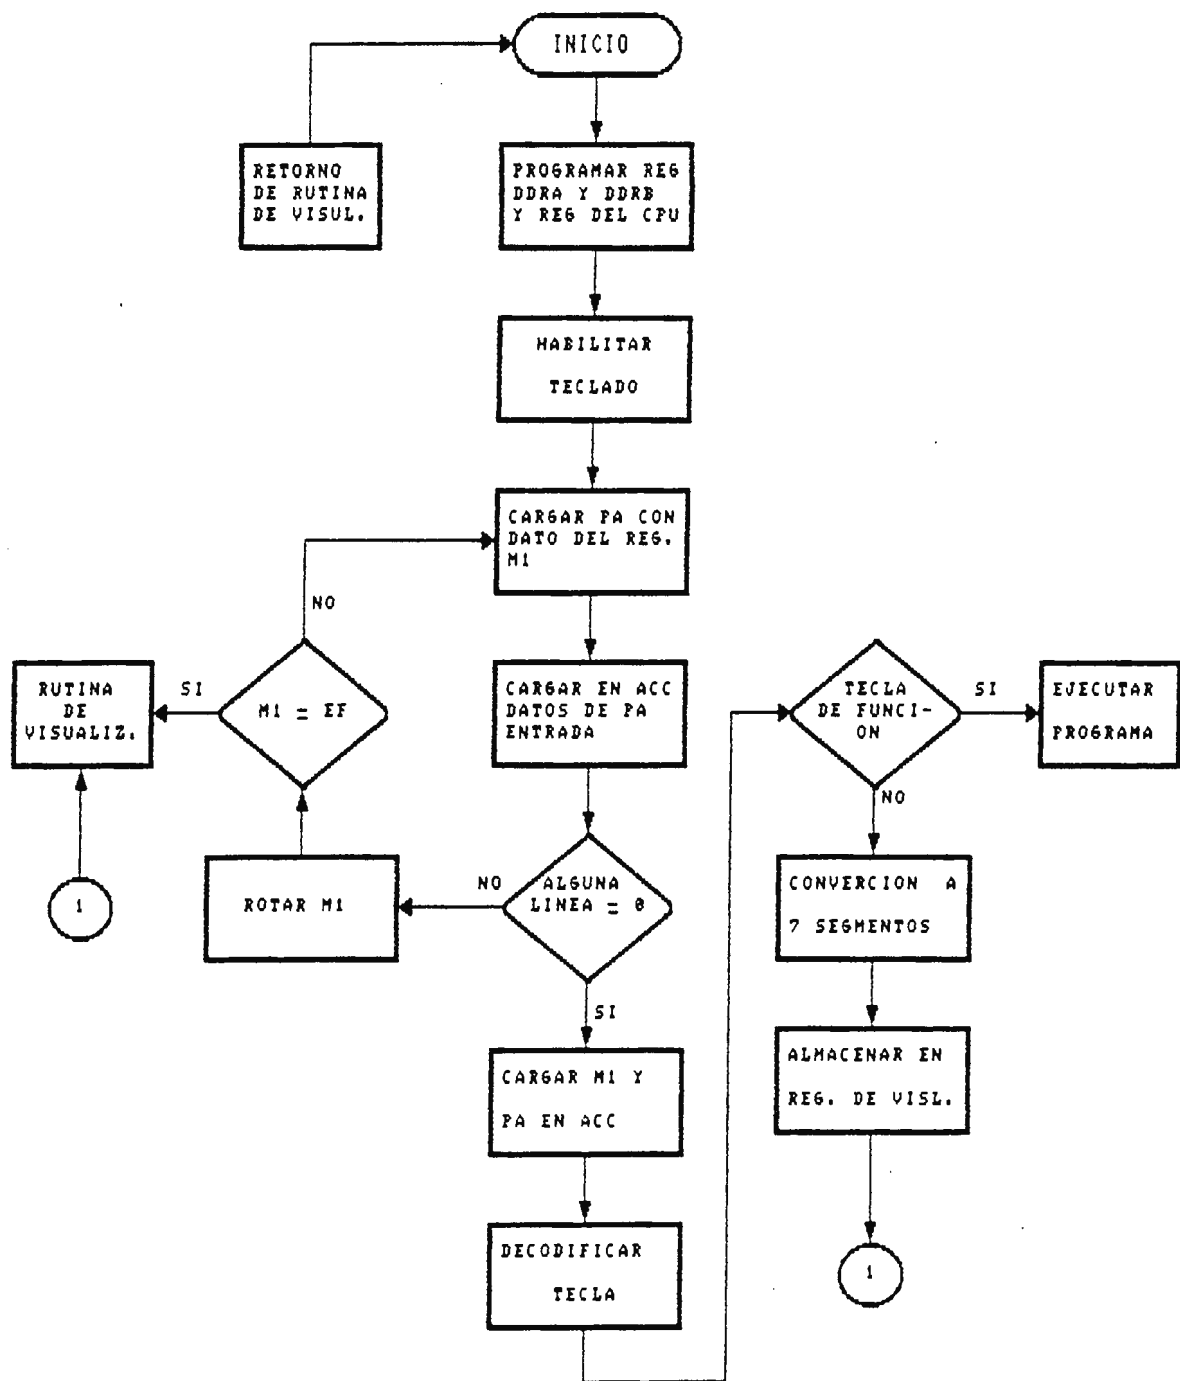 INICIO
RETORNO
DE RUTINA
DE VISUL.
PROGRAMAR REG
DDRA Y DDRB
Y REG DEL CPU
HABILITAR
TECLADO
CARGAR PA CON
DATO DEL REG.
M1
NO
RUTINA
DE
VISUALIZ.
SI
M1 = EF
CARGAR EN ACC
DATOS DE PA
ENTRADA
TECLA
DE FUNCI-
ON
SI
EJECUTAR
PROGRAMA
NO
1
ROTAR M1
NO
ALGUNA
LINEA = 0
CONVERCION A
7 SEGMENTOS
SI
CARGAR M1 Y
PA EN ACC
ALMACENAR EN
REG. DE VISL.
DECODIFICAR
TECLA
1